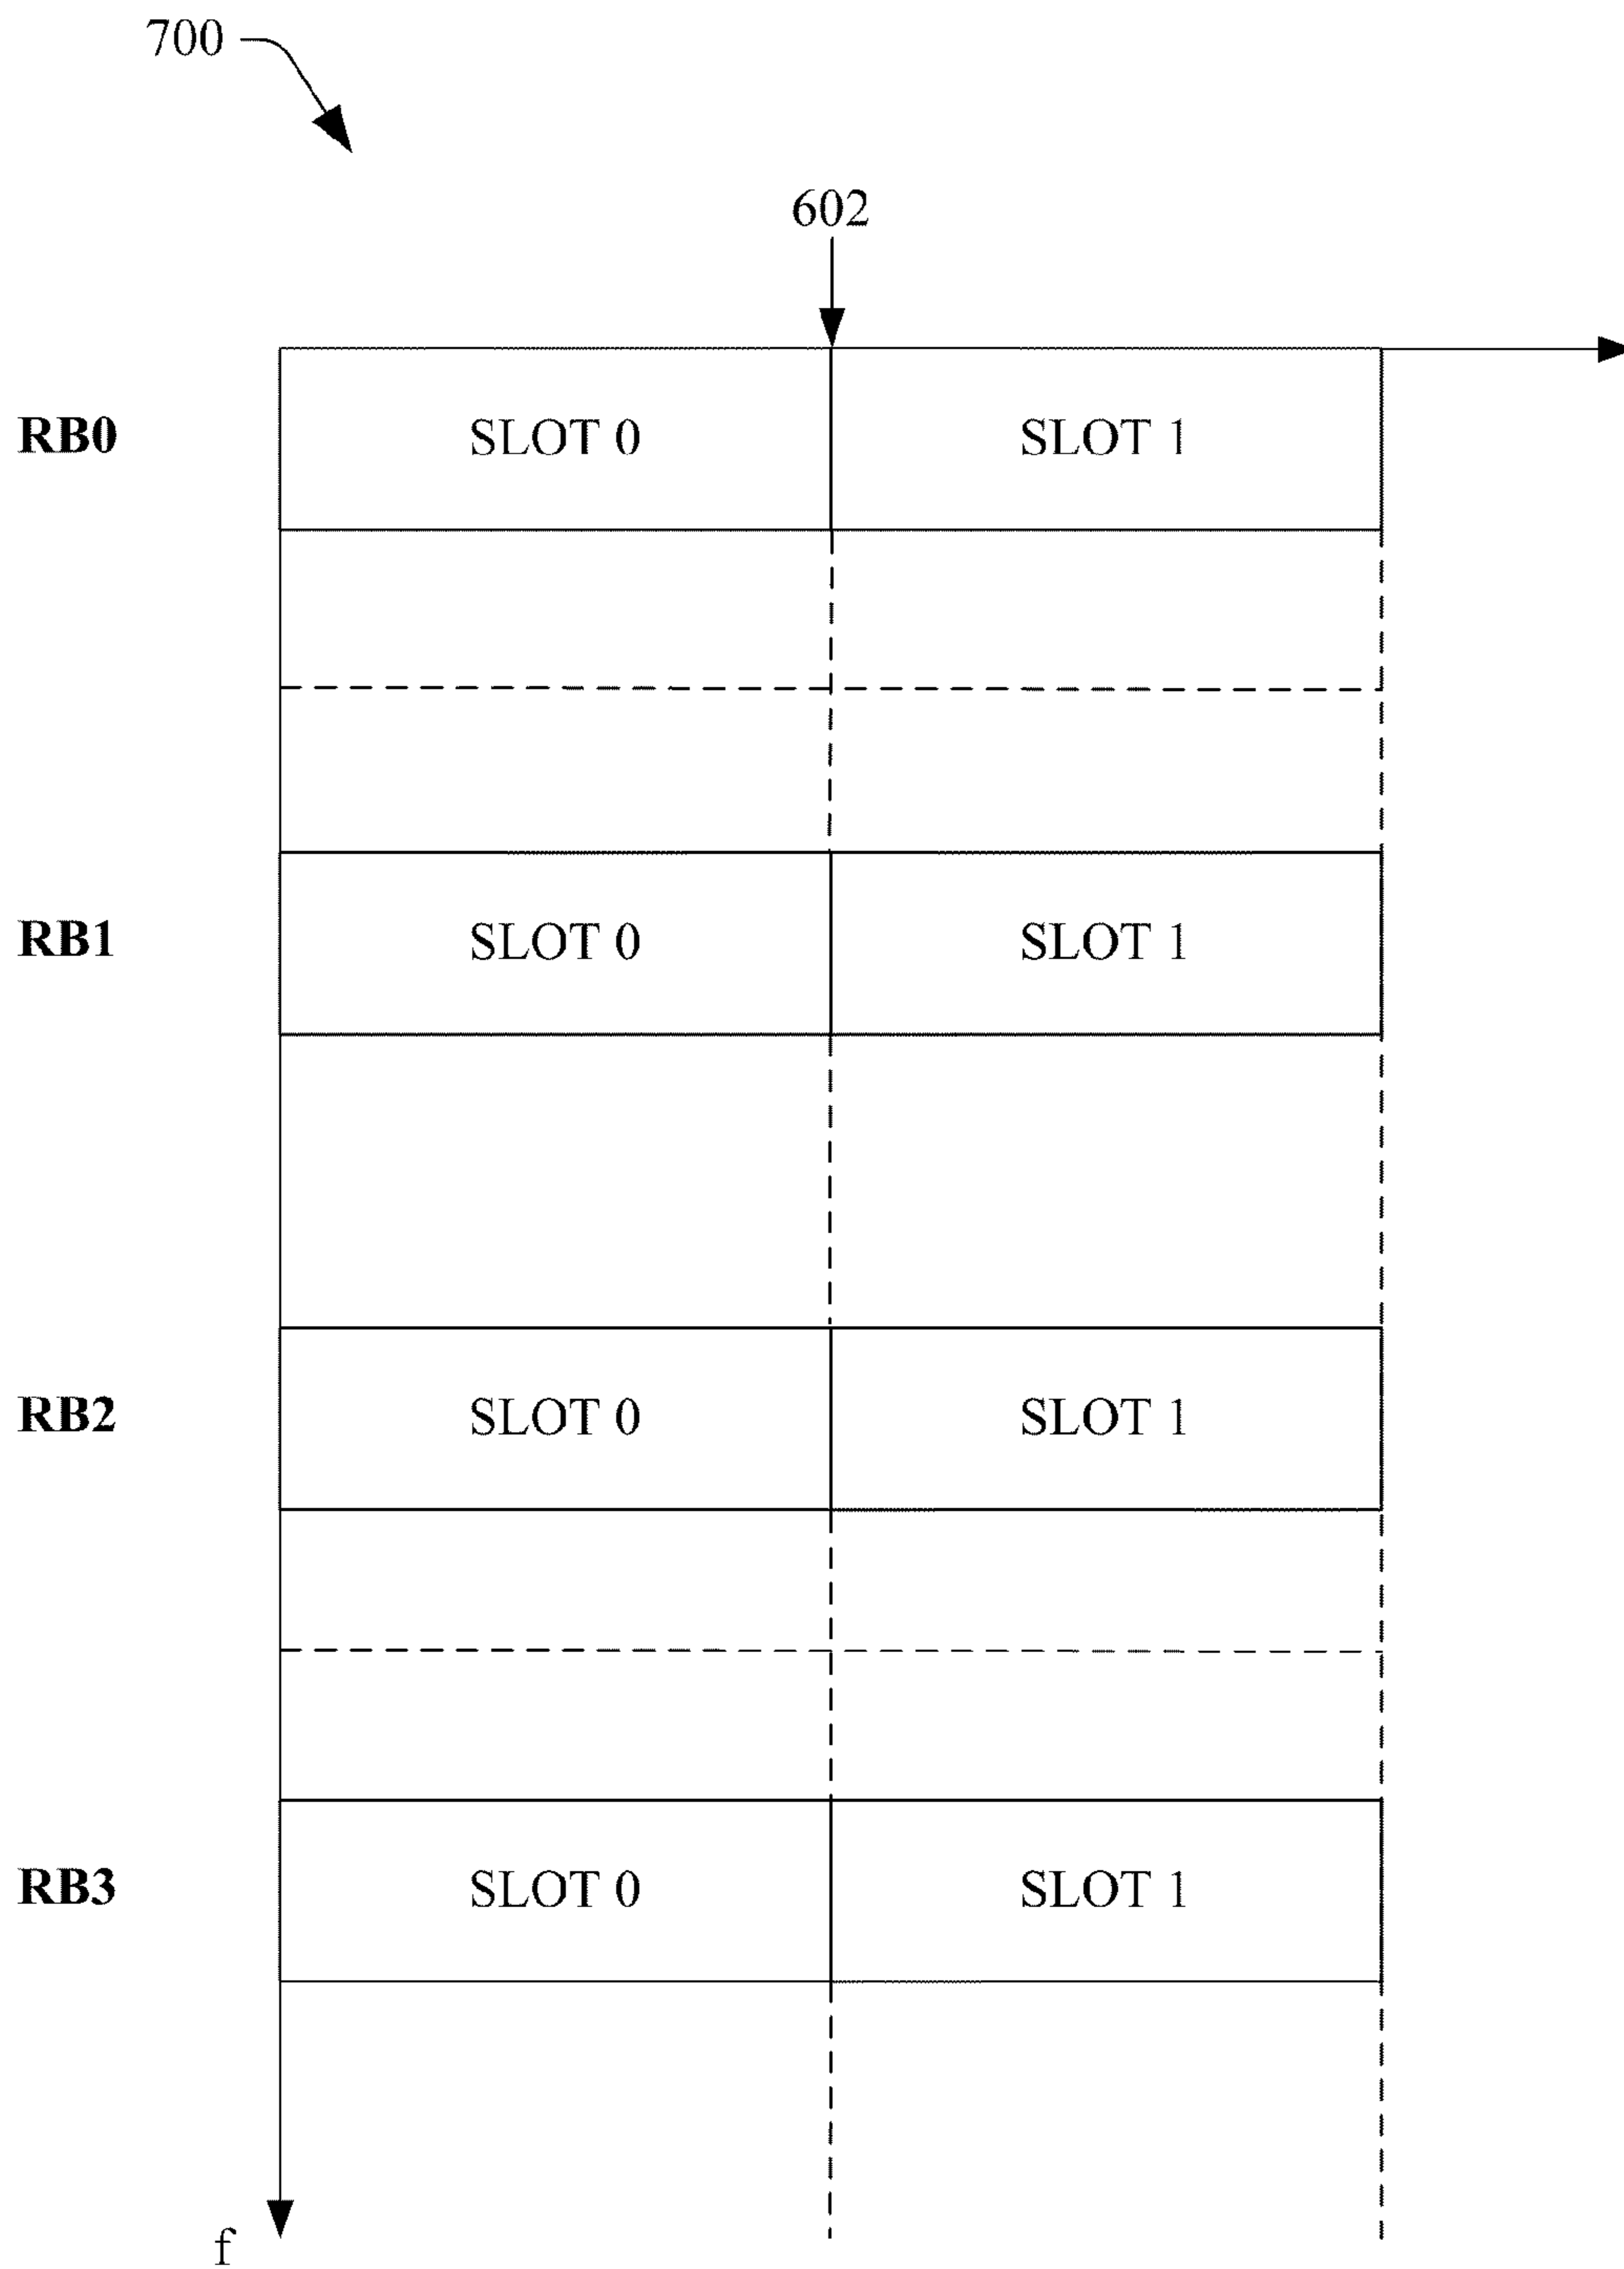 700
602
RB0 SLOT 0 SLOT 1
RB1 SLOT 0 SLOT 1
RB2 SLOT 0 SLOT 1
RB3 SLOT 0 SLOT 1
f